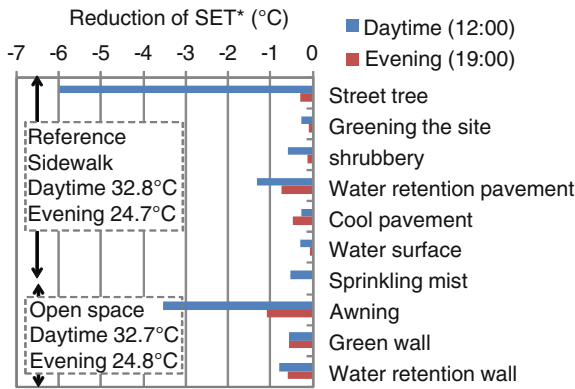 Reduction of SET* (°C)
Daytime (12:00)
Evening (19:00)
-7 -6 -5 -4 -3 -2 -1 0
Street tree
Greening the site
shrubbery
Water retention pavement
Cool pavement
Water surface
Sprinkling mist
Awning
Green wall
Water retention wall
Reference
Sidewalk
Daytime 32.8°C
Evening 24.7°C
Open space
Daytime 32.7°C
Evening 24.8°C